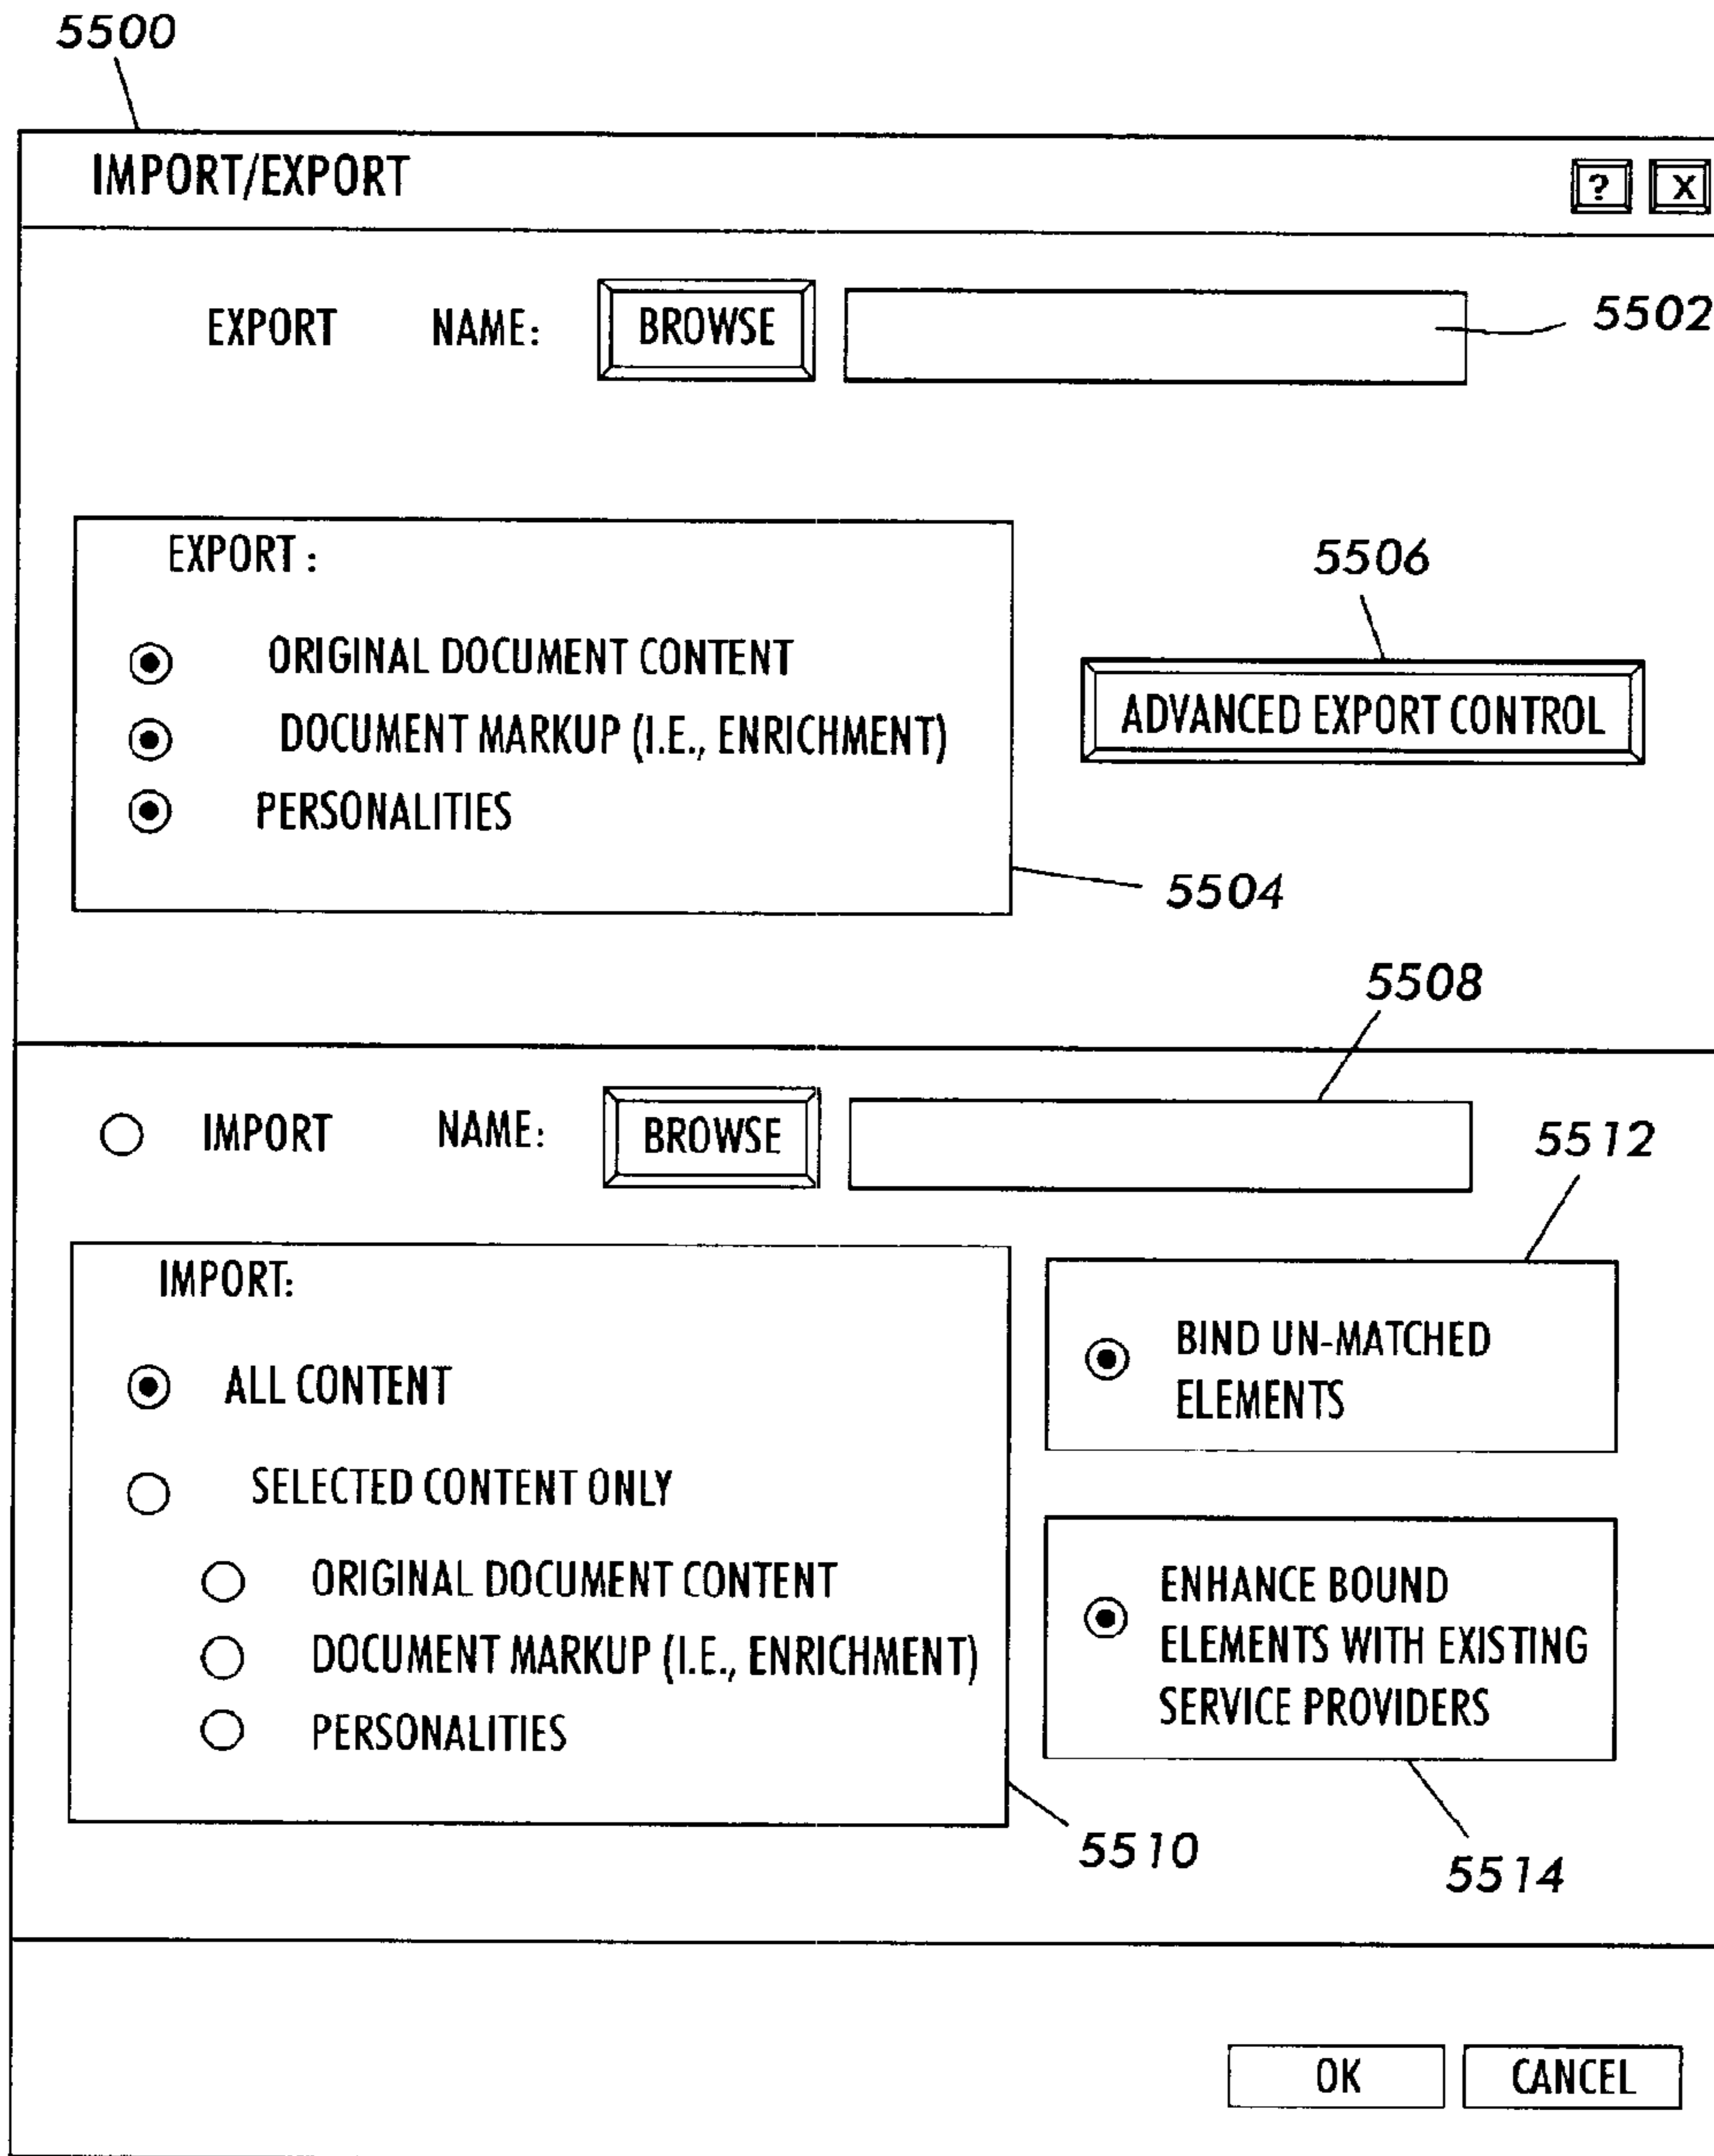 5500
IMPORT/EXPORT ? X
EXPORT NAME: BROWSE 5502
EXPORT :
5506
ORIGINAL DOCUMENT CONTENT
ADVANCED EXPORT CONTROL
DOCUMENT MARKUP (I.E., ENRICHMENT)
PERSONALITIES
5504
5508
IMPORT NAME: BROWSE
5512
IMPORT:
BIND UN-MATCHED
ELEMENTS
ALL CONTENT
SELECTED CONTENT ONLY
ORIGINAL DOCUMENT CONTENT
DOCUMENT MARKUP (I.E., ENRICHMENT)
PERSONALITIES
ENHANCE BOUND
ELEMENTS WITH EXISTING
SERVICE PROVIDERS
5510
5514
OK CANCEL